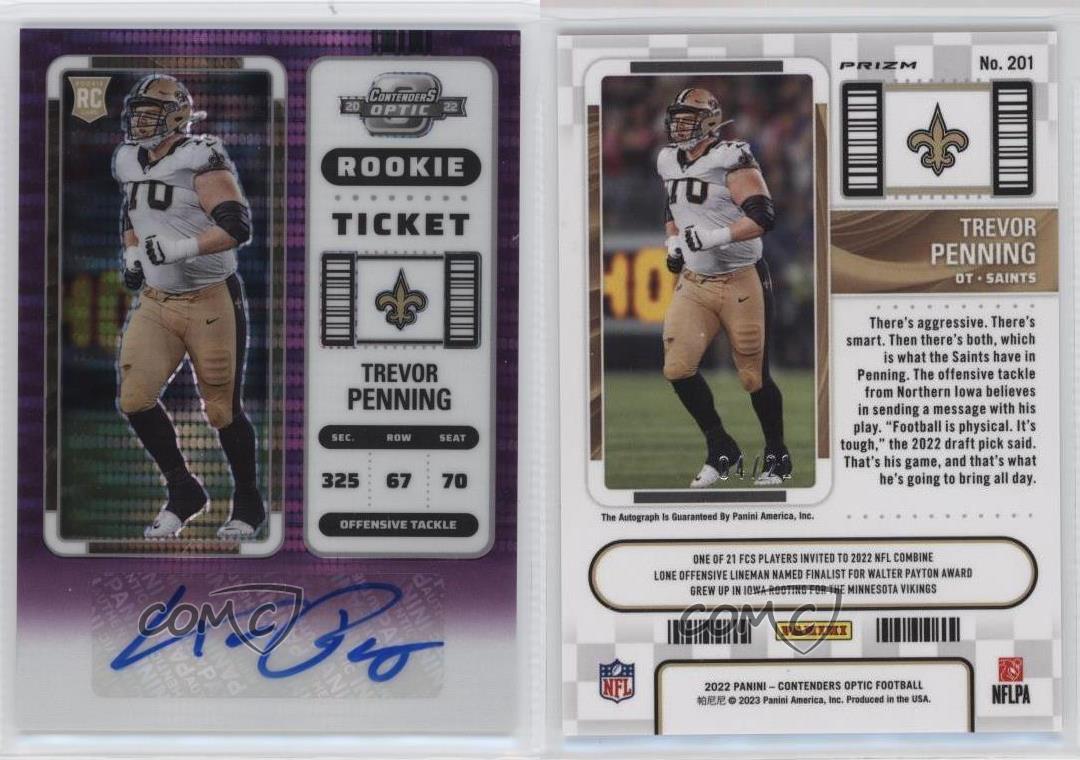 ROOKIE
RC
CONTENDERS
20 OPTIC 22
ROOKIE
TICKET
TREVOR
PENNING
SEC. ROW SEAT
325 67 70
OFFENSIVE TACKLE
COMC
PRIZM
No. 201
TREVOR
PENNING
OT • SAINTS
There's aggressive. There's
smart. Then there's both, which
is what the Saints have in
Penning. The offensive tackle
from Northern Iowa believes
in sending a message with his
play. "Football is physical. It's
tough," the 2022 draft pick said.
That's his game, and that's what
he's going to bring all day.
The Autograph Is Guaranteed By Panini America, Inc.
ONE OF 21 FCS PLAYERS INVITED TO 2022 NFL COMBINE
LONE OFFENSIVE LINEMAN NAMED FINALIST FOR WALTER PAYTON AWARD
GREW UP IN IOWA ROOTING FOR THE MINNESOTA VIKINGS
COMC
PANINI
NFL
NFLPA
2022 PANINI – CONTENDERS OPTIC FOOTBALL
帕尼尼 © 2023 Panini America, Inc. Produced in the USA.